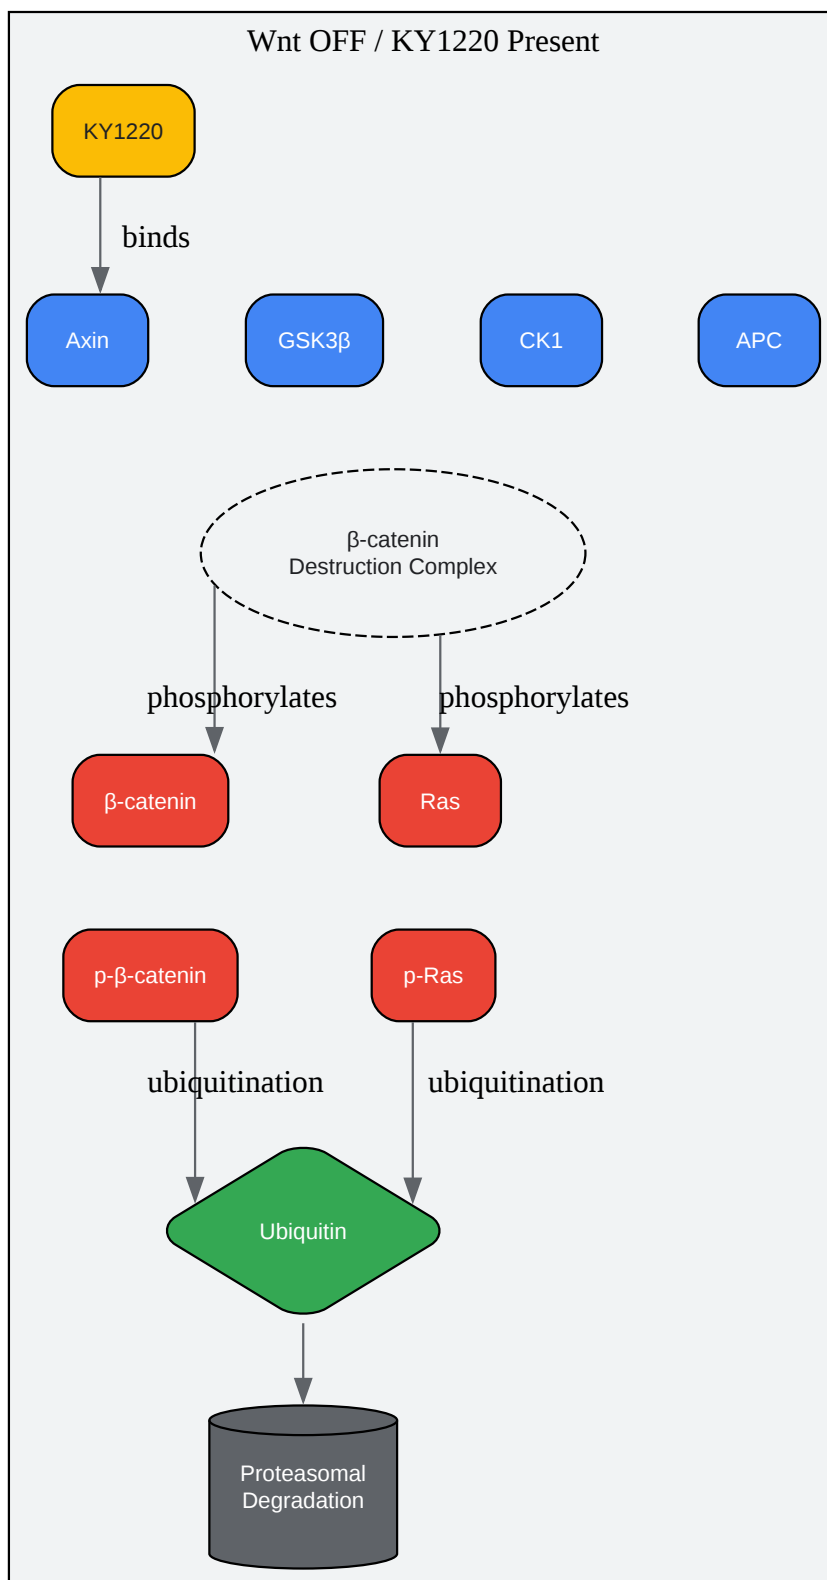 Wnt OFF / KY1220 Present
KY1220
binds
Axin
GSK3β
CK1
APC
β-catenin
Destruction Complex
phosphorylates
phosphorylates
β-catenin
Ras
p-β-catenin
p-Ras
ubiquitination
ubiquitination
Ubiquitin
Proteasomal
Degradation